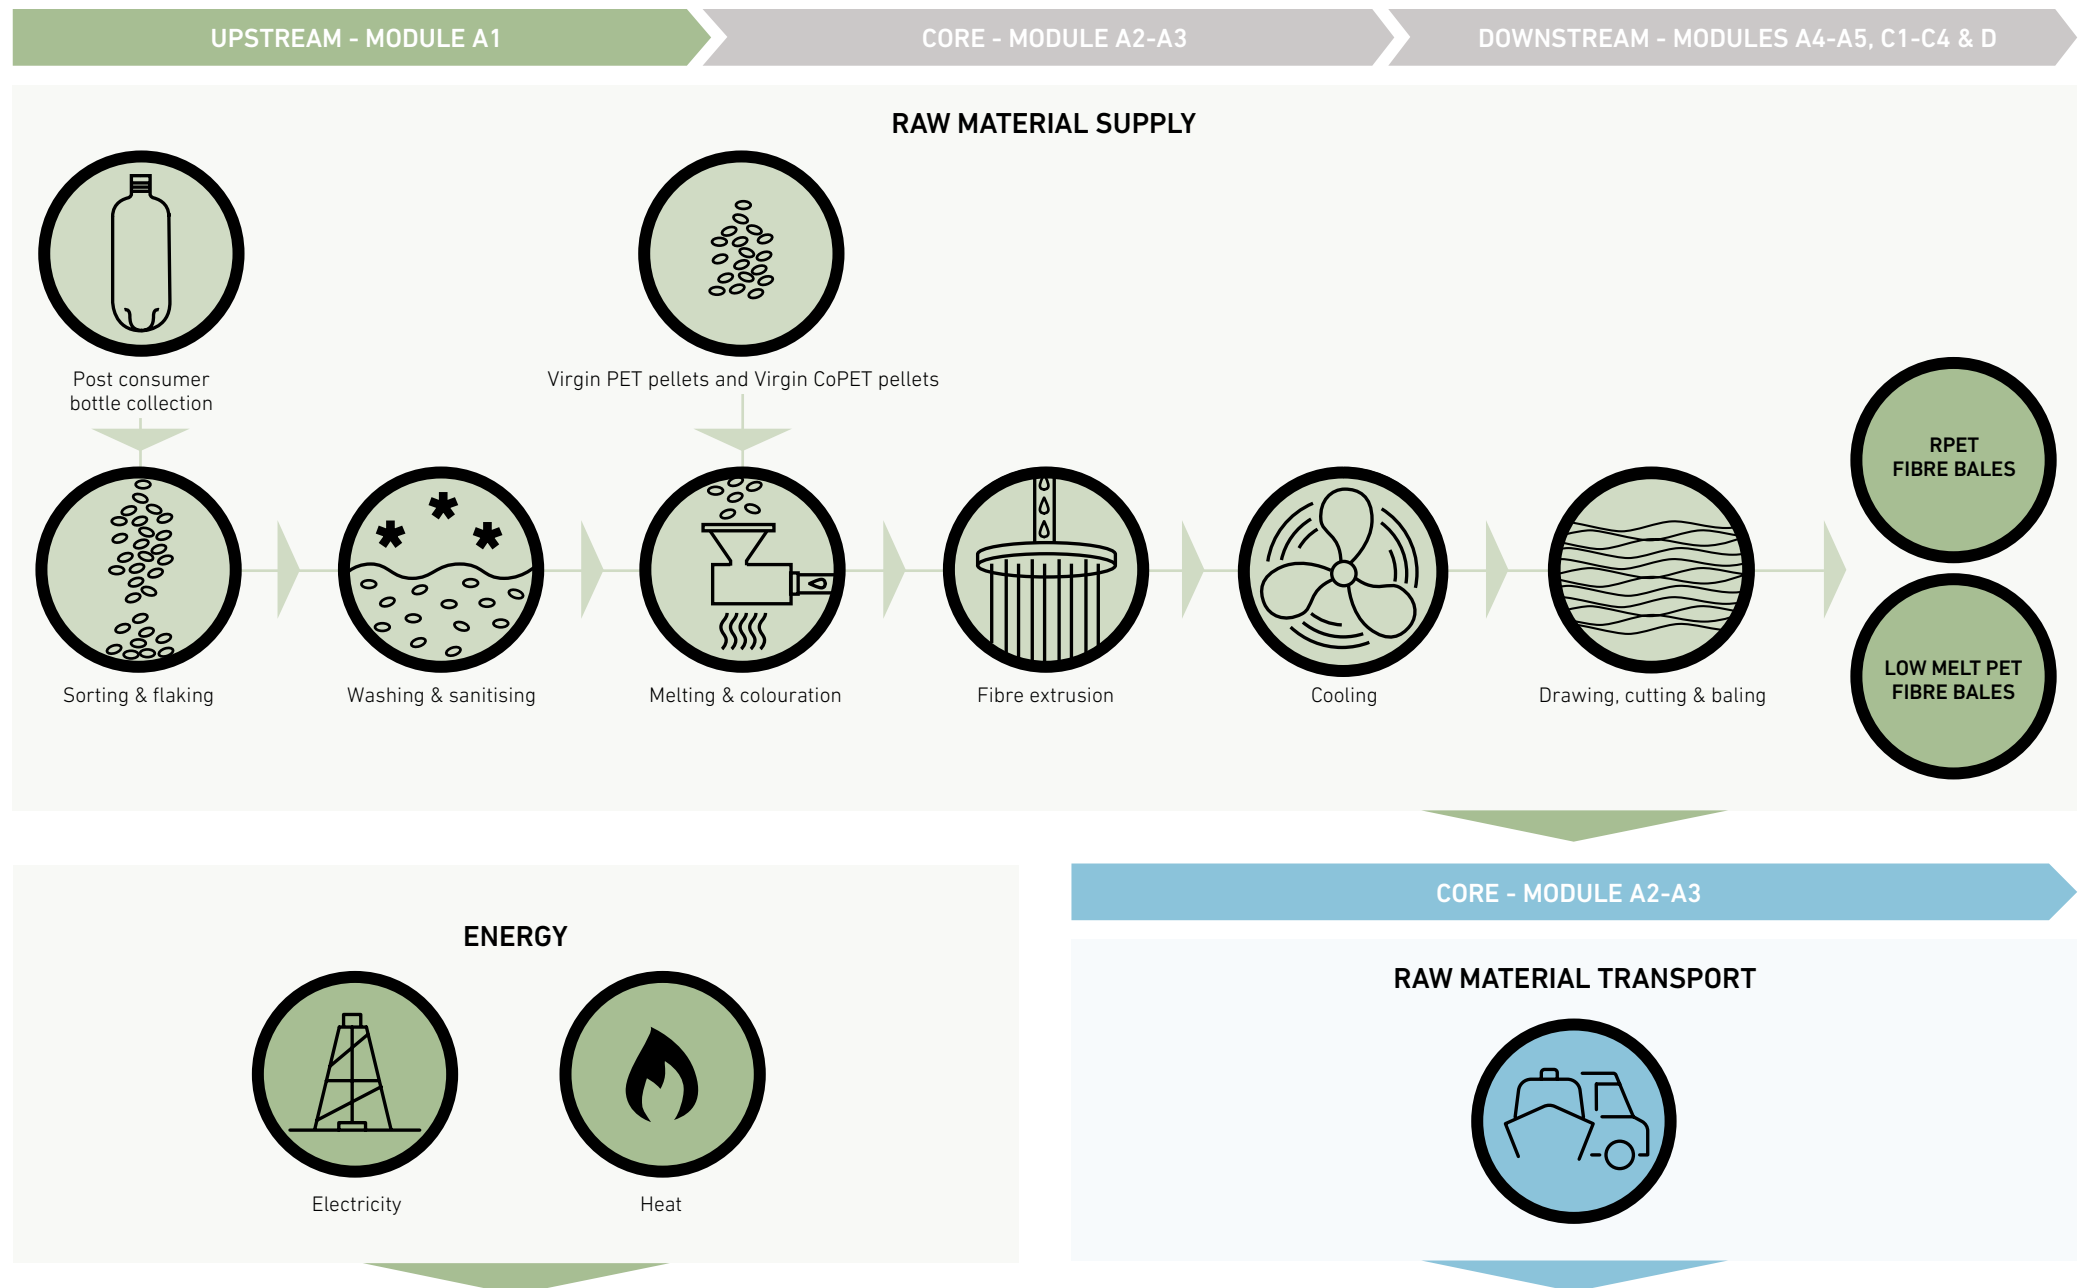 UPSTREAM - MODULE A1
CORE - MODULE A2-A3
DOWNSTREAM - MODULES A4-A5, C1-C4 & D
RAW MATERIAL SUPPLY
Post consumer
bottle collection
Virgin PET pellets and Virgin CoPET pellets
Sorting & flaking
Washing & sanitising
Melting & colouration
Fibre extrusion
Cooling
Drawing, cutting & baling
RPET
FIBRE BALES
LOW MELT PET
FIBRE BALES
ENERGY
Electricity
Heat
CORE - MODULE A2-A3
RAW MATERIAL TRANSPORT